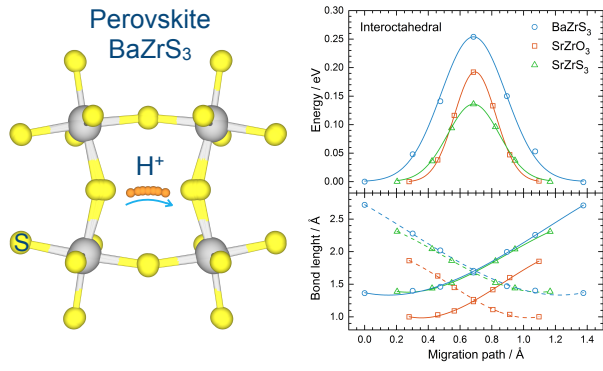 Perovskite
BaZrS3
H+
S
Interoctahedral
BaZrS3
SrZrO3
SrZrS3
Energy / eV
0.30
0.25
0.20
0.15
0.10
0.05
0.00
Bond lenght / Å
2.5
2.0
1.5
1.0
0.0 0.2 0.4 0.6 0.8 1.0 1.2 1.4
Migration path / Å